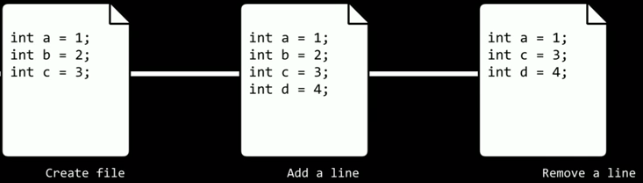 int a = 1;
int b = 2;
int c = 3;
Create file
int a = 1;
int b = 2;
int c = 3;
int d = 4;
Add a line
int a = 1;
int c = 3;
int d = 4;
Remove a line